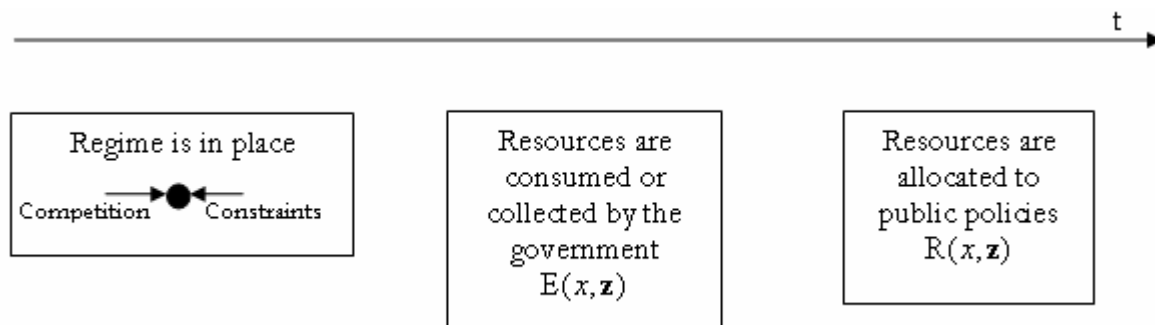 t
Regime is in place
Competition Constraints
Resources are
consumed or
collected by the
government
E(x,z)
Resources are
allocated to
public policies
R(x,z)